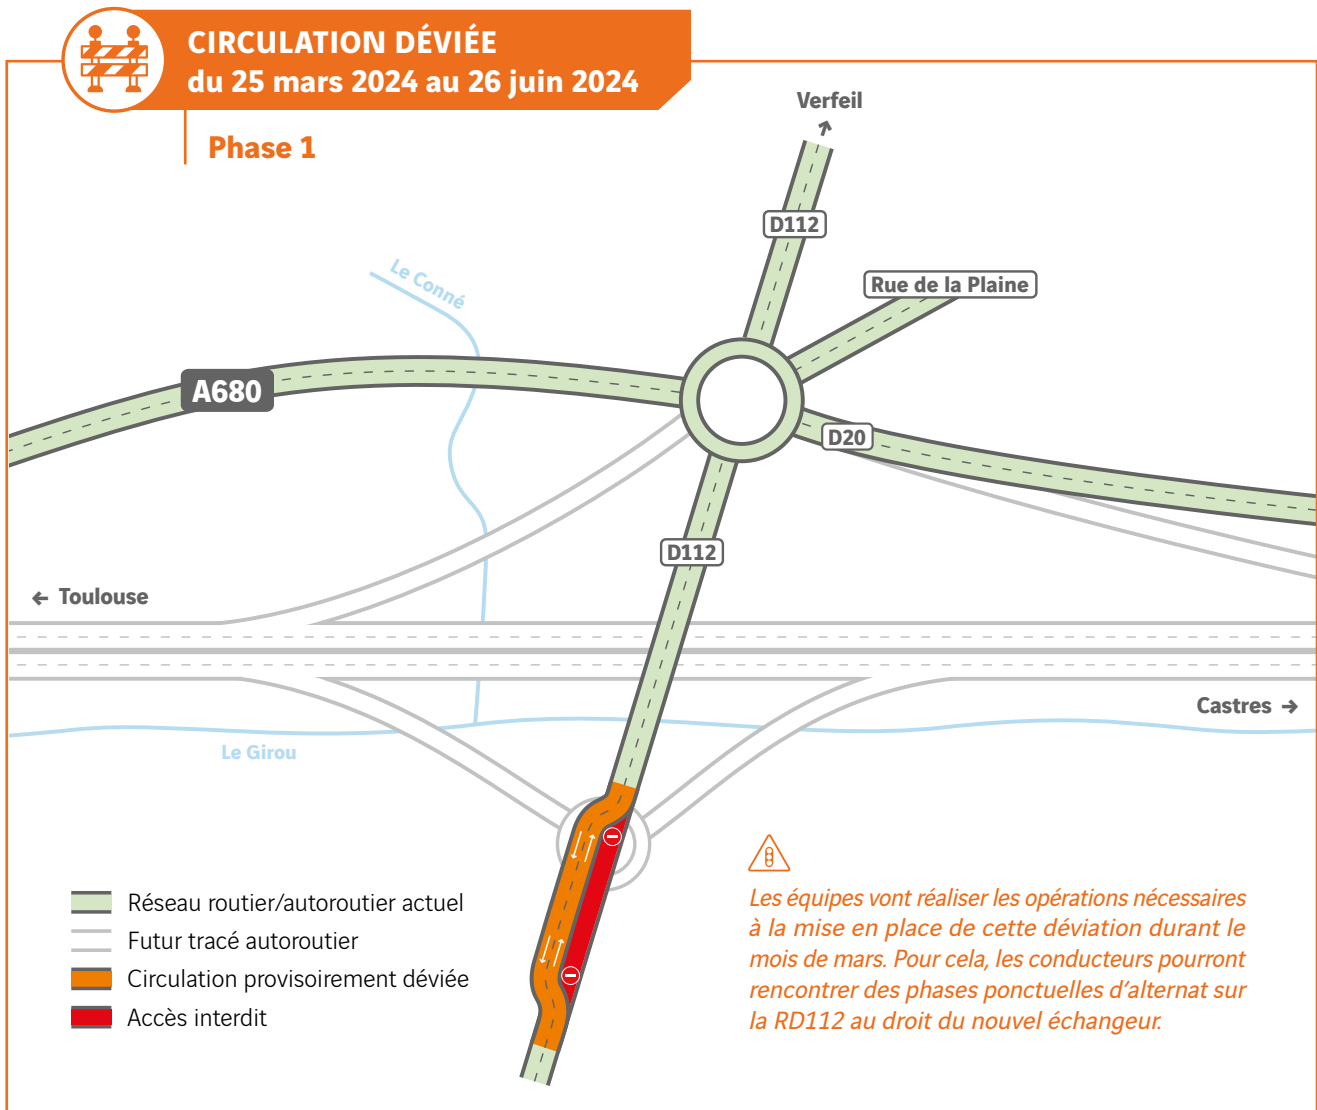 CIRCULATION DÉVIÉE
du 25 mars 2024 au 26 juin 2024
Phase 1
Verfeil
D112
Rue de la Plaine
Le Conné
A680
D20
D112
Toulouse
Castres
Le Girou
Réseau routier/autoroutier actuel
Futur tracé autoroutier
Circulation provisoirement déviée
Accès interdit
Les équipes vont réaliser les opérations nécessaires
à la mise en place de cette déviation durant le
mois de mars. Pour cela, les conducteurs pourront
rencontrer des phases ponctuelles d'alternat sur
la RD112 au droit du nouvel échangeur.